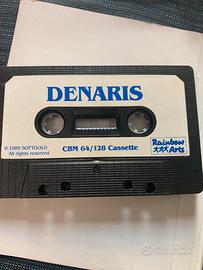 DENARIS
© 1989 SOFTGOLD
All rights reserved
CBM 64/128 Cassette
Rainbow
Arts